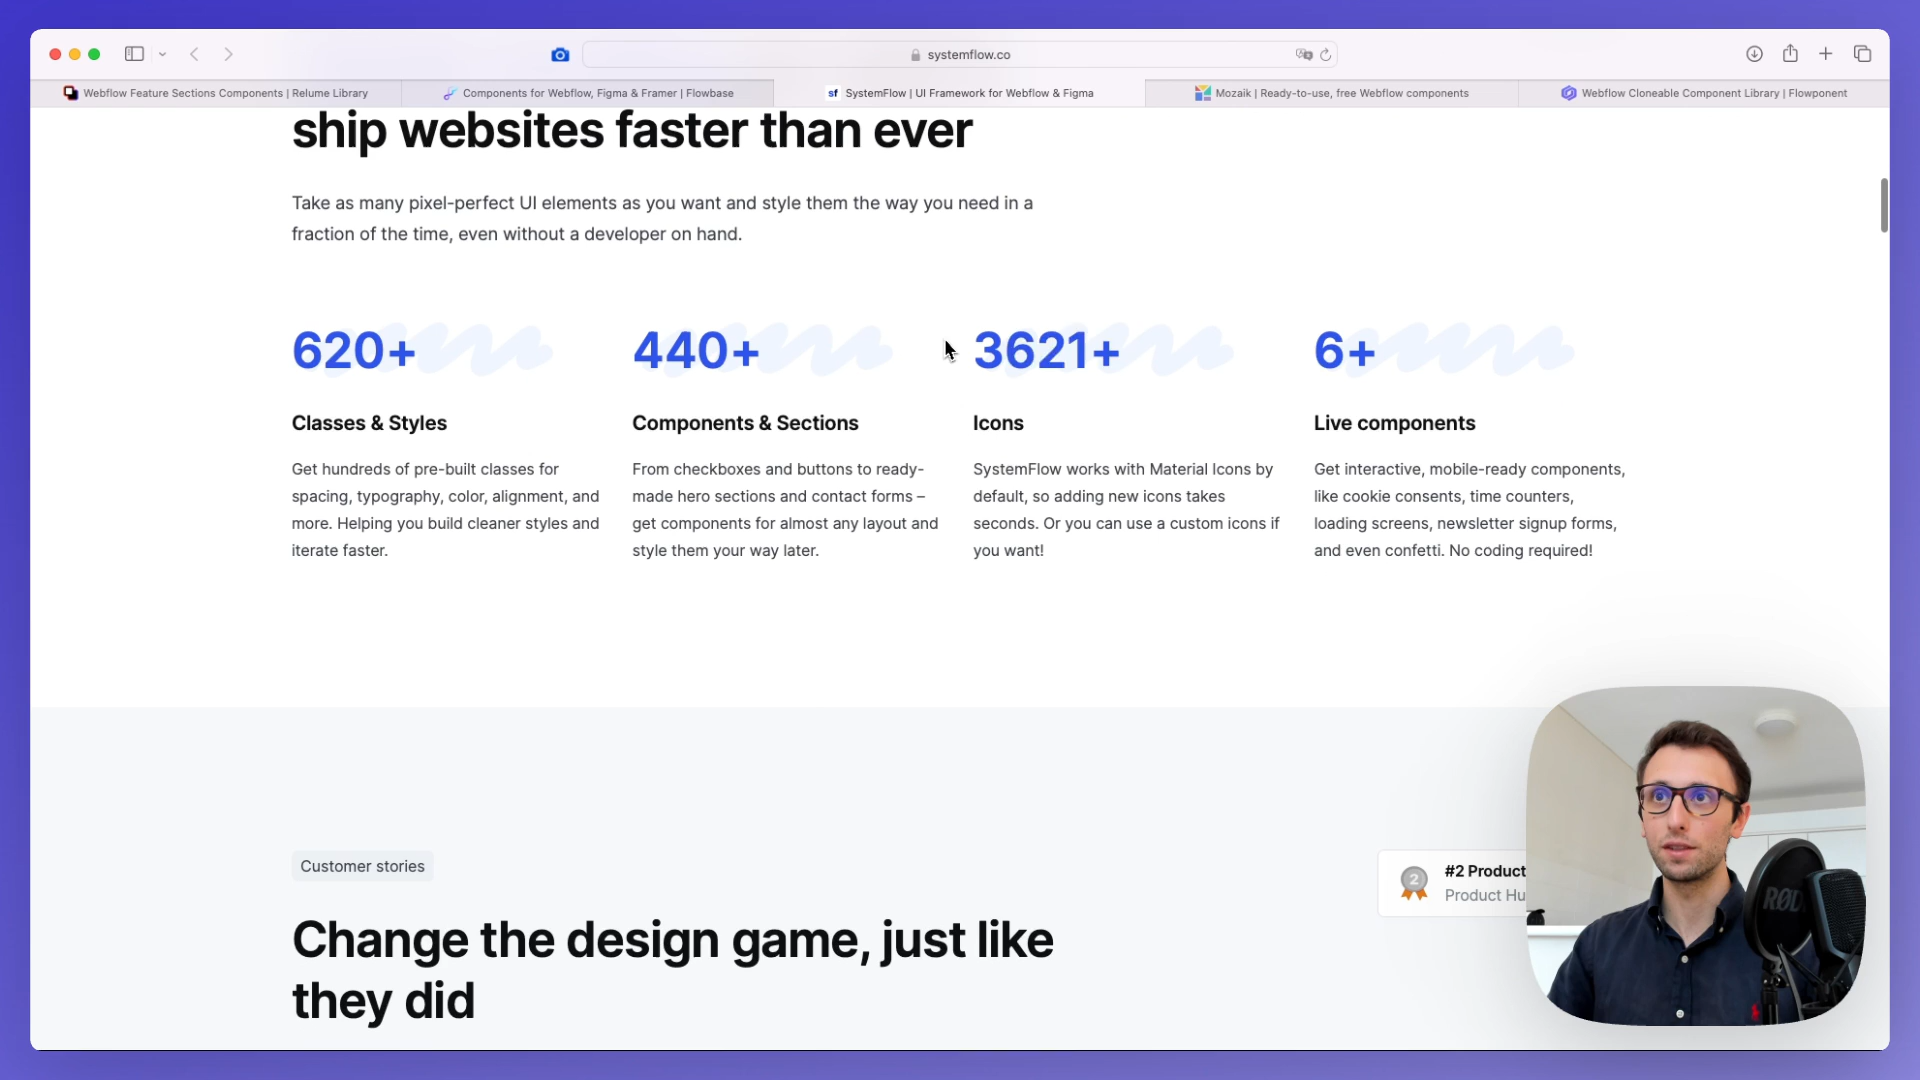 systemflow.co
Webflow Feature Sections Components | Relume Library
Components for Webflow, Figma & Framer | Flowbase
sf SystemFlow | UI Framework for Webflow & Figma
Mozaik | Ready-to-use, free Webflow components
Webflow Cloneable Component Library | Flowponent
ship websites faster than ever
Take as many pixel-perfect UI elements as you want and style them the way you need in a
fraction of the time, even without a developer on hand.
620+
Classes & Styles
Get hundreds of pre-built classes for
spacing, typography, color, alignment, and
more. Helping you build cleaner styles and
iterate faster.
440+
Components & Sections
From checkboxes and buttons to ready-
made hero sections and contact forms –
get components for almost any layout and
style them your way later.
3621+
Icons
SystemFlow works with Material Icons by
default, so adding new icons takes
seconds. Or you can use a custom icons if
you want!
6+
Live components
Get interactive, mobile-ready components,
like cookie consents, time counters,
loading screens, newsletter signup forms,
and even confetti. No coding required!
Customer stories
Change the design game, just like
they did
2
#2 Product
Product Hu
RØD